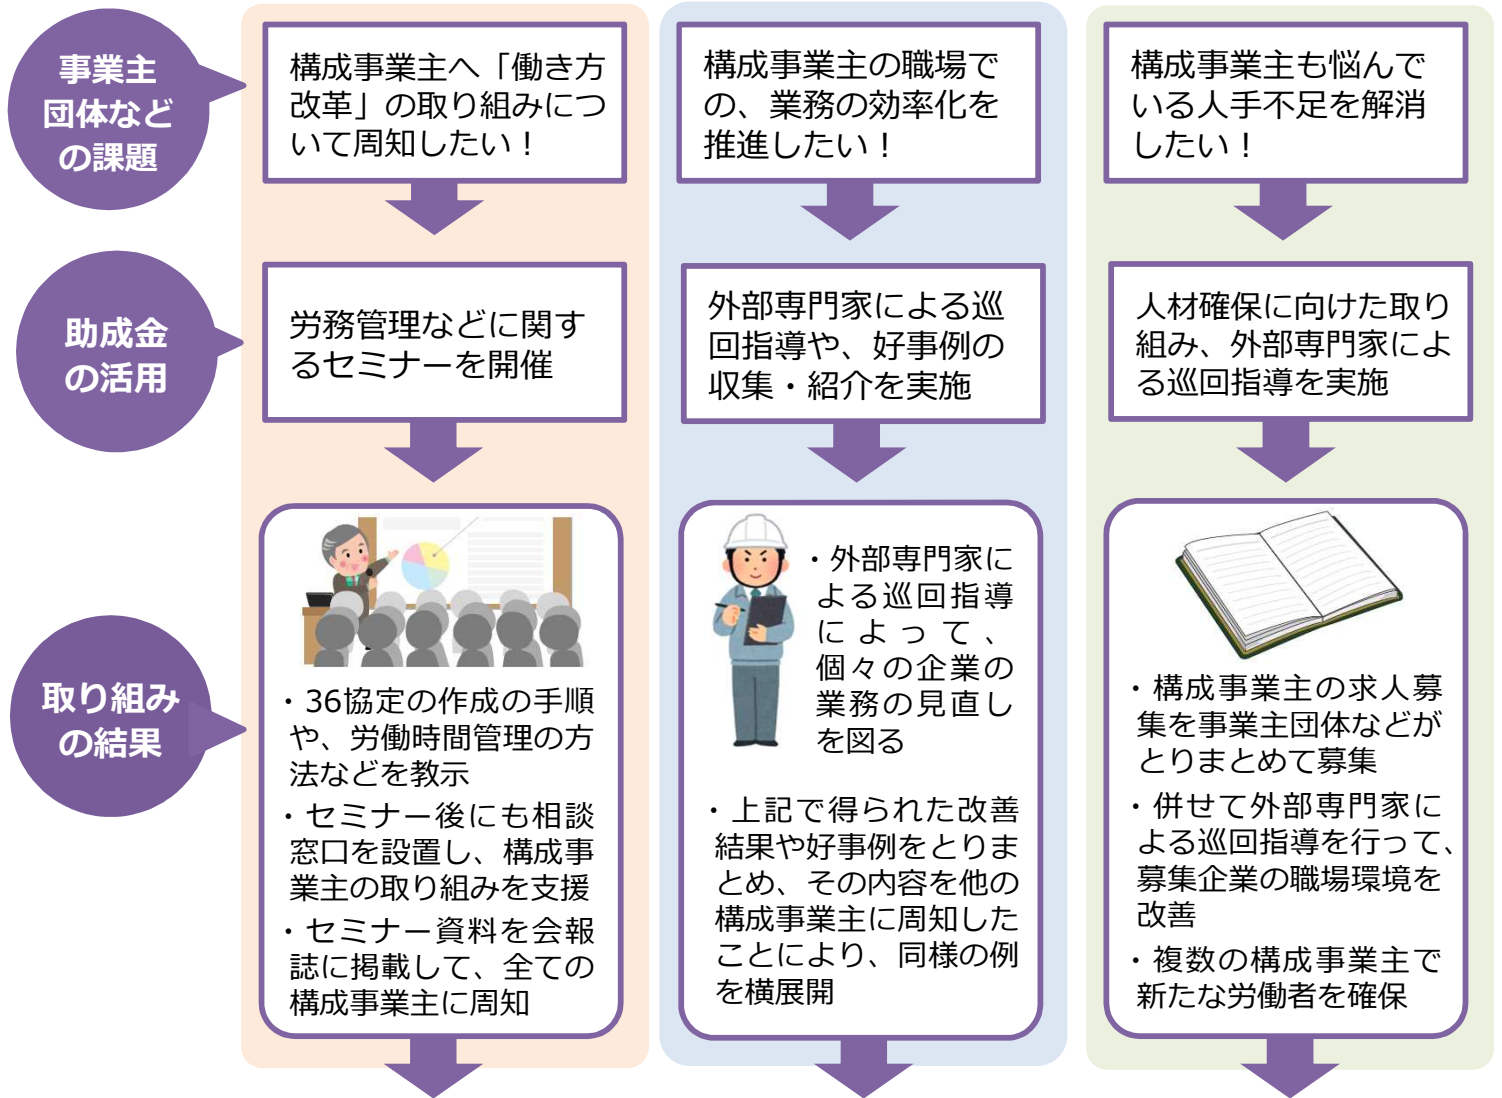 事業主
団体など
の課題
構成事業主へ「働き方
改革」の取り組みにつ
いて周知したい！
構成事業主の職場で
の、業務の効率化を
推進したい！
構成事業主も悩んで
いる人手不足を解消
したい！
助成金
の活用
労務管理などに関す
るセミナーを開催
外部専門家による巡
回指導や、好事例の
収集・紹介を実施
人材確保に向けた取り
組み、外部専門家によ
る巡回指導を実施
取り組み
の結果
・36協定の作成の手順
や、労働時間管理の方
法などを教示
・セミナー後にも相談
窓口を設置し、構成事
業主の取り組みを支援
・セミナー資料を会報
誌に掲載して、全ての
構成事業主に周知
・外部専門家に
よる巡回指導
によって、
個々の企業の
業務の見直し
を図る
・上記で得られた改善
結果や好事例をとりま
とめ、その内容を他の
構成事業主に周知した
ことにより、同様の例
を横展開
・構成事業主の求人募
集を事業主団体などが
とりまとめて募集
・併せて外部専門家に
よる巡回指導を行って、
募集企業の職場環境を
改善
・複数の構成事業主で
新たな労働者を確保